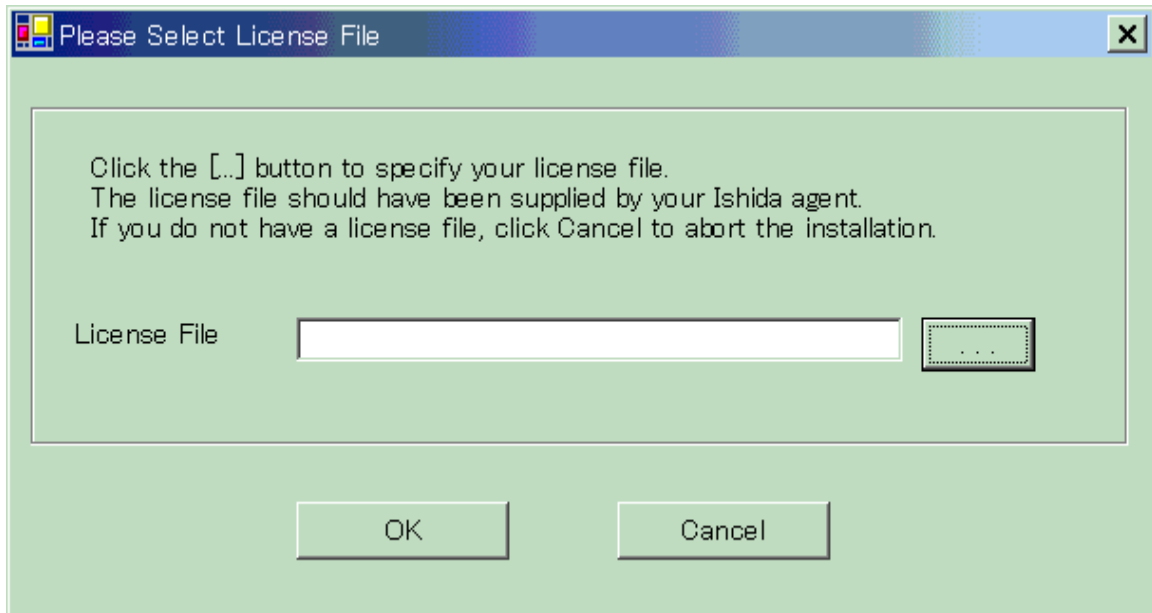 Please Select License File
Click the [...] button to specify your license file.
The license file should have been supplied by your Ishida agent.
If you do not have a license file, click Cancel to abort the installation.
License File
...
OK
Cancel